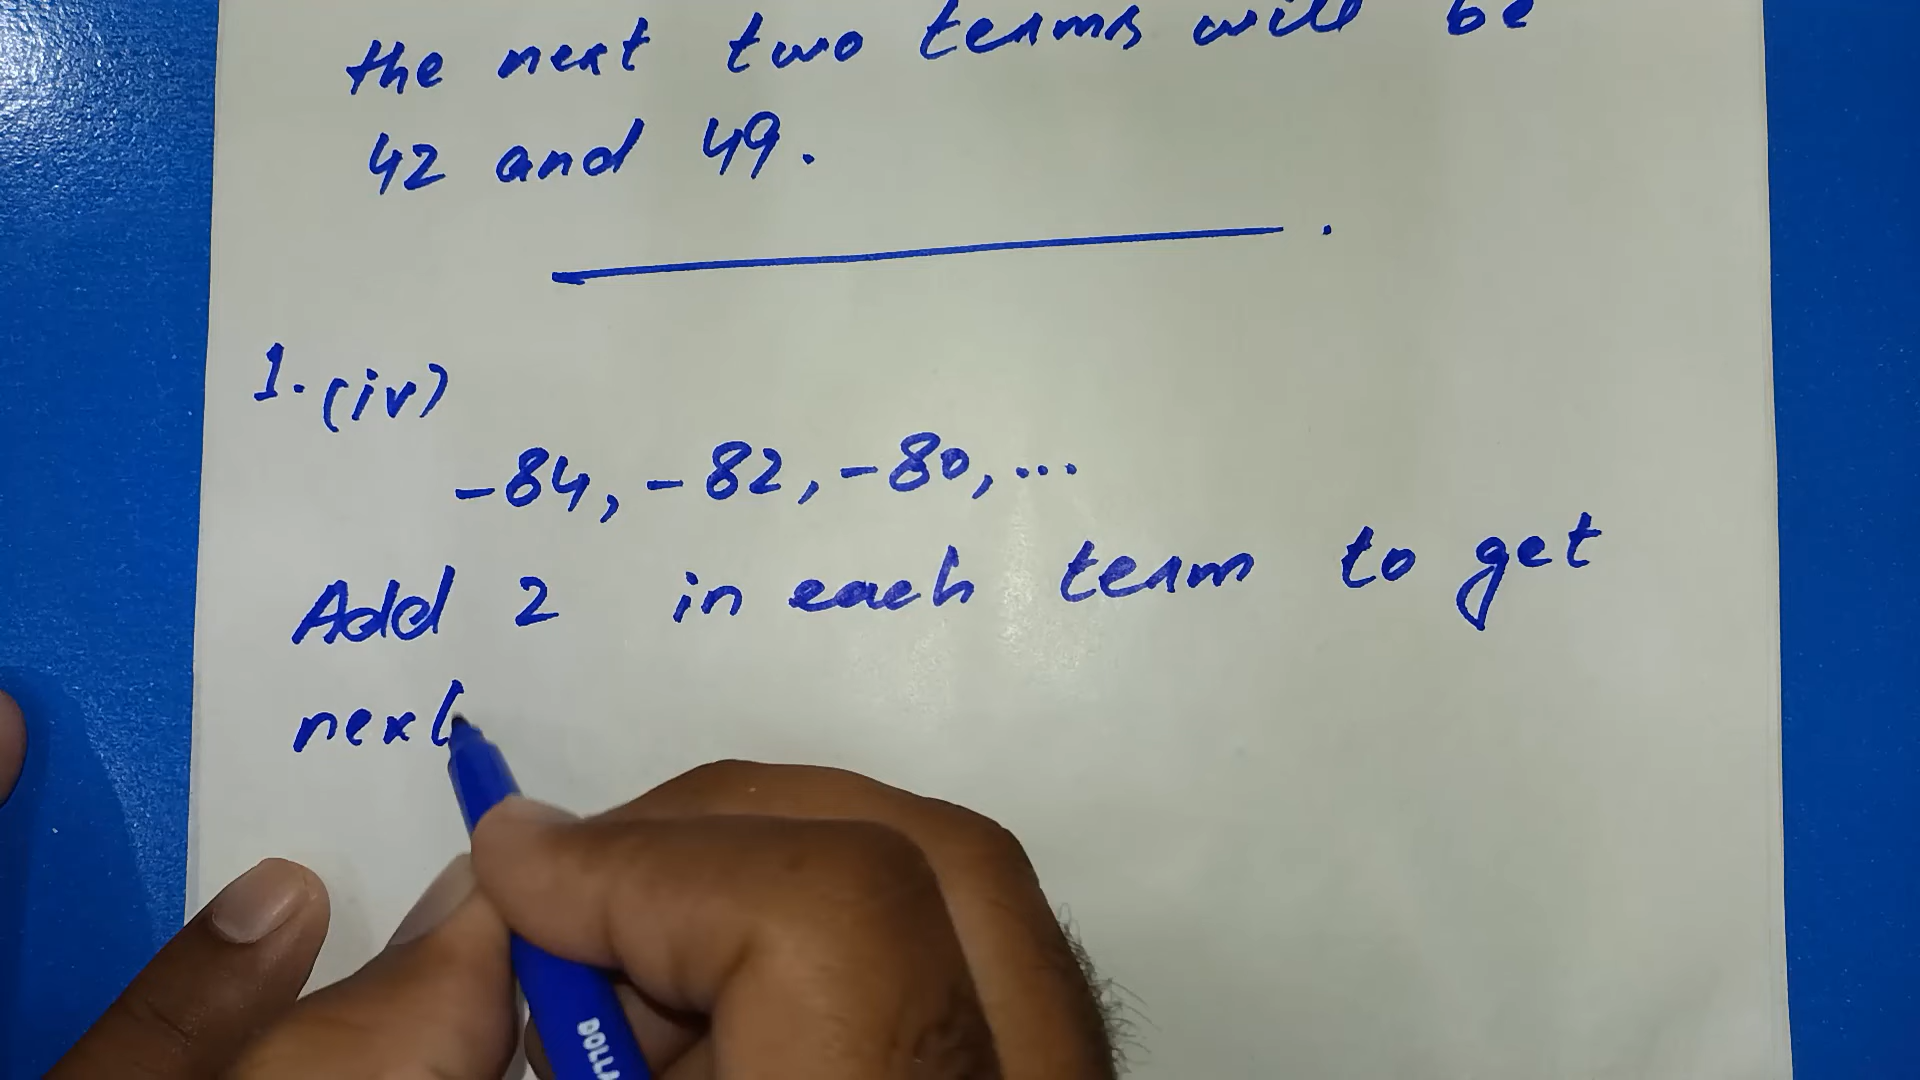 the next two terms will be
42 and 49.
1. (iv)
-84, -82, -80, ...
Add 2 in each term to get
next
DOLLA